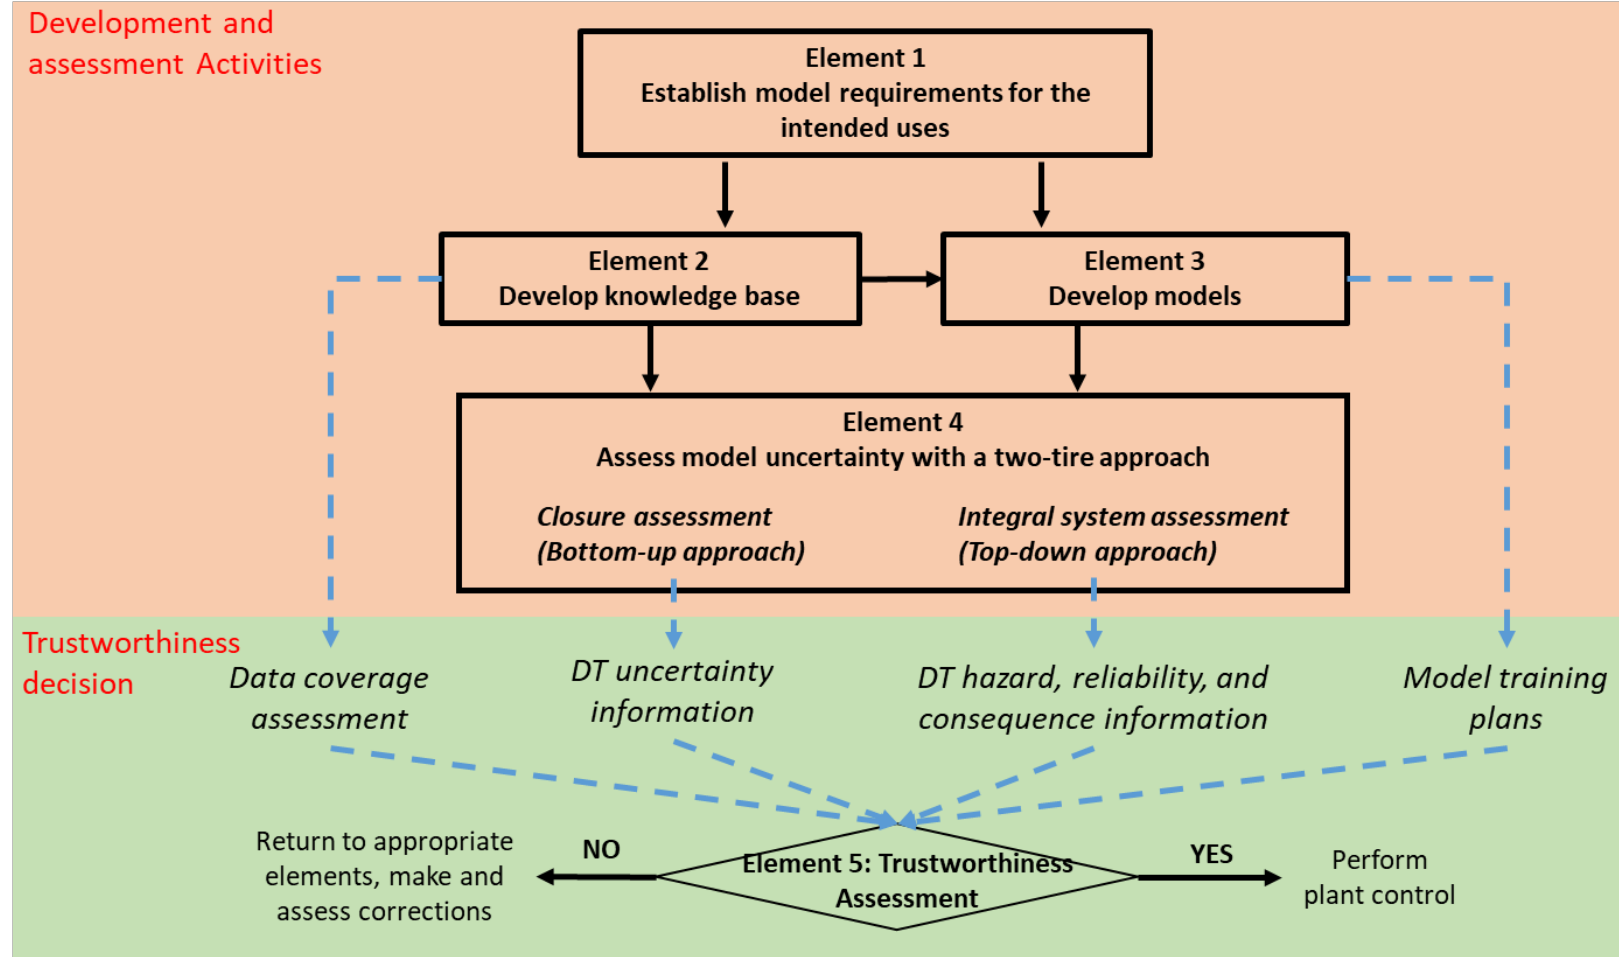 Development and
assessment Activities
Element 1
Establish model requirements for the
intended uses
Element 2
Develop knowledge base
Element 3
Develop models
Element 4
Assess model uncertainty with a two-tire approach
Closure assessment
(Bottom-up approach)
Integral system assessment
(Top-down approach)
Trustworthiness
decision
Data coverage
assessment
DT uncertainty
information
DT hazard, reliability, and
consequence information
Model training
plans
Return to appropriate
elements, make and
assess corrections
NO
Element 5: Trustworthiness
Assessment
YES
Perform
plant control